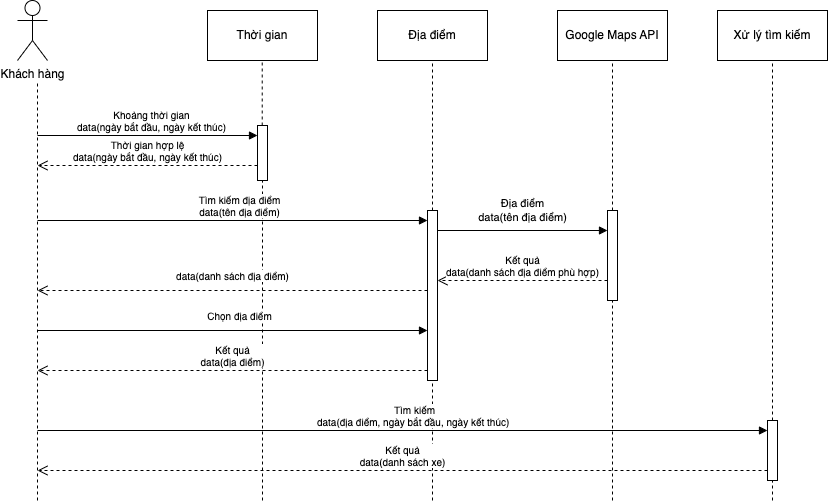 Khách hàng
Thời gian
Địa điểm
Google Maps API
Xử lý tìm kiếm
Khoảng thời gian
data(ngày bắt đầu, ngày kết thúc)
Thời gian hợp lệ
data(ngày bắt đầu, ngày kết thúc)
Tìm kiếm địa điểm
data(tên địa điểm)
Địa điểm
data(tên địa điểm)
Kết quả
data(danh sách địa điểm phù hợp)
data(danh sách địa điểm)
Chọn địa điểm
Kết quả
data(địa điểm)
Tìm kiếm
data(địa điểm, ngày bắt đầu, ngày kết thúc)
Kết quả
data(danh sách xe)